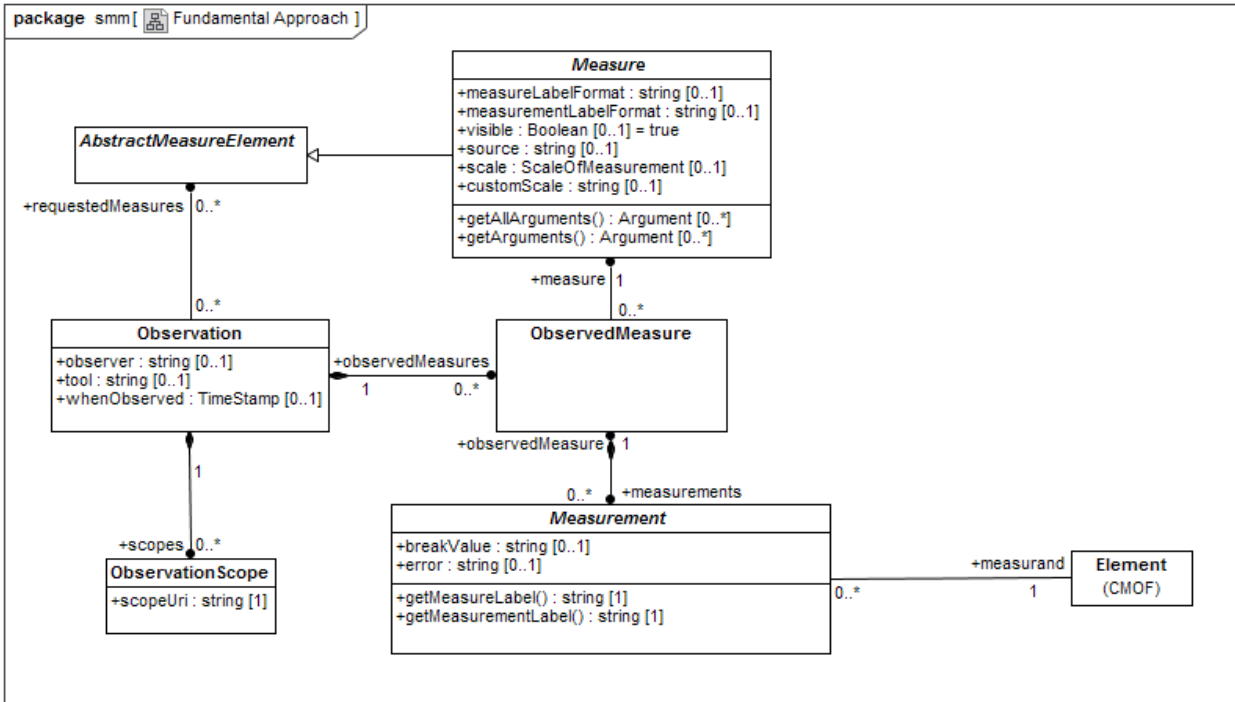 package smm[ Fundamental Approach ]
Measure
+measureLabelFormat : string [0..1]
+measurementLabelFormat : string [0..1]
+visible : Boolean [0..1] = true
+source : string [0..1]
+scale : ScaleOfMeasurement [0..1]
+customScale : string [0..1]
+getAllArguments() : Argument [0..*]
+getArguments() : Argument [0..*]
AbstractMeasureElement
+requestedMeasures
0..*
+measure
1
0..*
0..*
Observation
+observer : string [0..1]
+tool : string [0..1]
+whenObserved : TimeStamp [0..1]
+observedMeasures
1
0..*
ObservedMeasure
+observedMeasure
1
1
0..*
+measurements
Measurement
+breakValue : string [0..1]
+error : string [0..1]
+getMeasureLabel() : string [1]
+getMeasurementLabel() : string [1]
+scopes
0..*
ObservationScope
+scopeUri : string [1]
+measurand
0..*
1
Element
(CMOF)